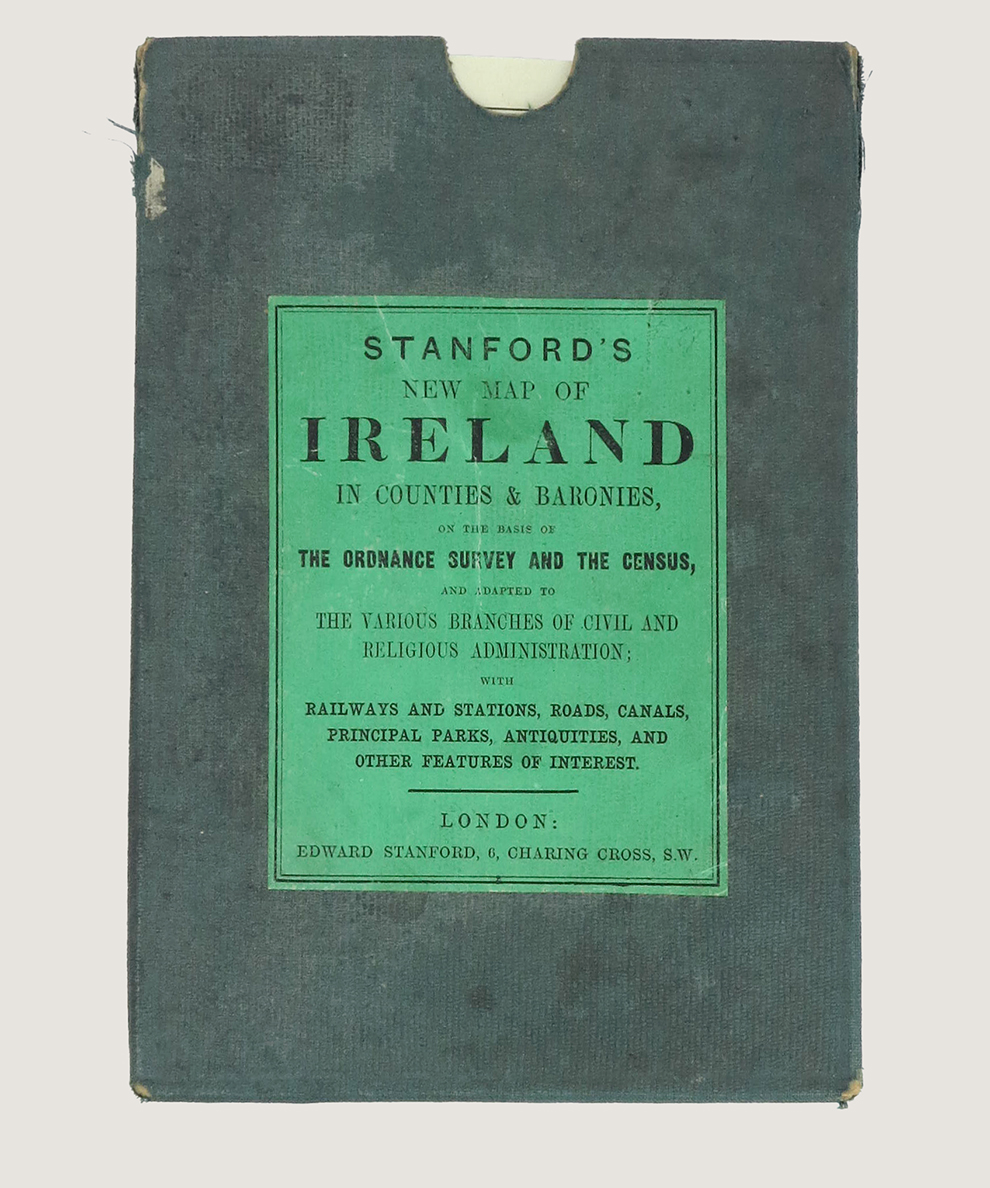 STANFORD'S
NEW MAP OF
IRELAND
IN COUNTIES & BARONIES,
ON THE BASIS OF
THE ORDNANCE SURVEY AND THE CENSUS,
AND ADAPTED TO
THE VARIOUS BRANCHES OF CIVIL AND
RELIGIOUS ADMINISTRATION;
WITH
RAILWAYS AND STATIONS, ROADS, CANALS,
PRINCIPAL PARKS, ANTIQUITIES, AND
OTHER FEATURES OF INTEREST.
LONDON:
EDWARD STANFORD, 6, CHARING CROSS, S.W.